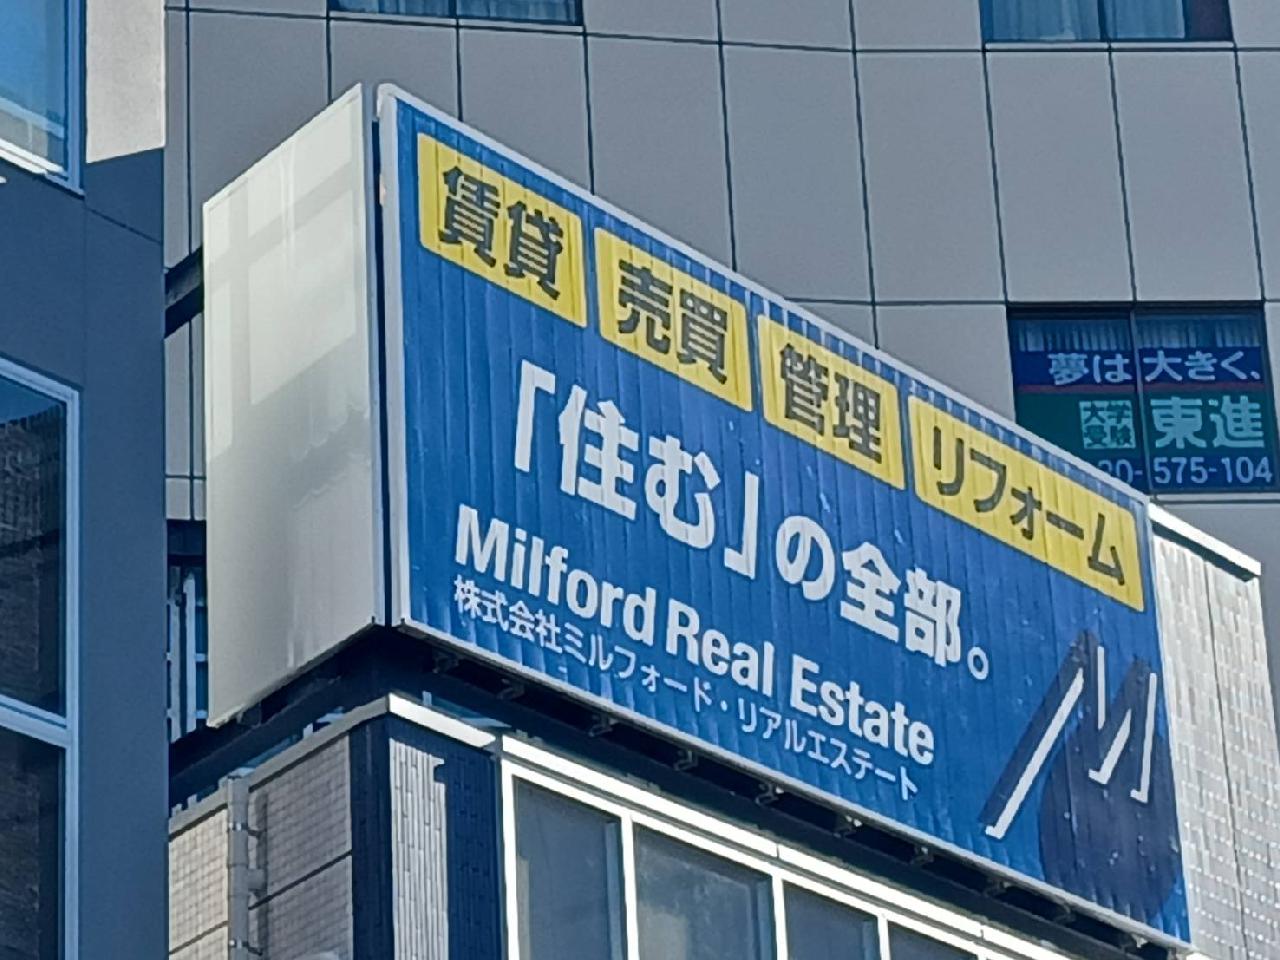 賃貸 売買 管理 リフォーム
「住む」の全部。
Milford Real Estate
株式会社ミルフォード・リアルエステート
M
夢は大きく、
大学受験 東進
20-575-104